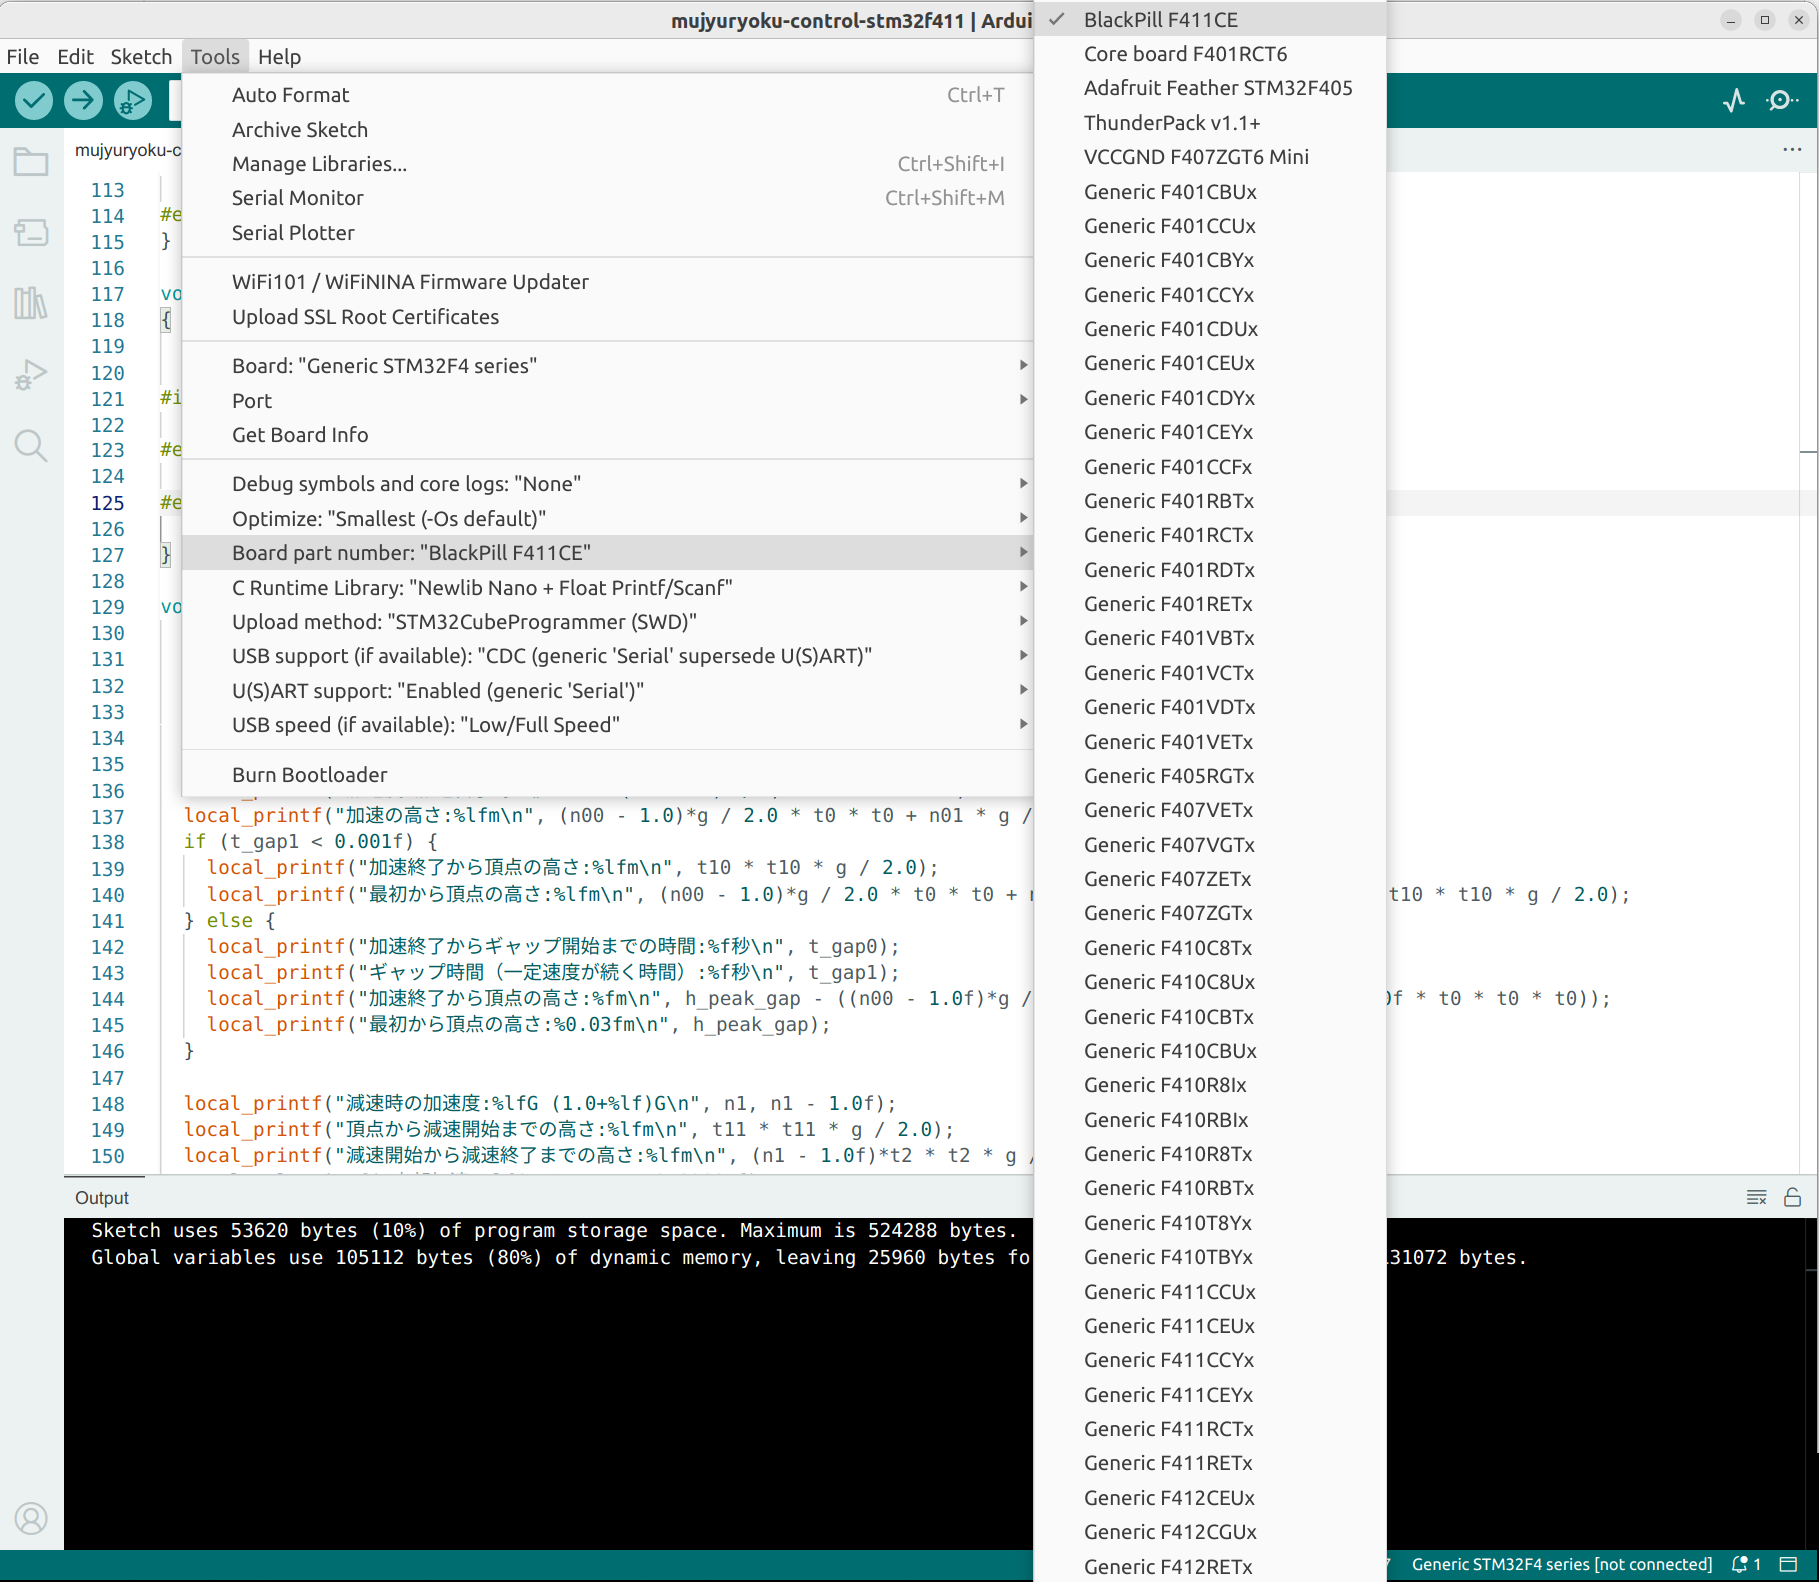 mujyuryoku-control-stm32f411 | Ardui
File Edit Sketch Tools Help
mujyuryoku-c
Auto Format Ctrl+T
Archive Sketch
Manage Libraries... Ctrl+Shift+I
Serial Monitor Ctrl+Shift+M
Serial Plotter
WiFi101 / WiFiNINA Firmware Updater
Upload SSL Root Certificates
Board: "Generic STM32F4 series"
Port
Get Board Info
Debug symbols and core logs: "None"
Optimize: "Smallest (-Os default)"
Board part number: "BlackPill F411CE"
C Runtime Library: "Newlib Nano + Float Printf/Scanf"
Upload method: "STM32CubeProgrammer (SWD)"
USB support (if available): "CDC (generic 'Serial' supersede U(S)ART)"
U(S)ART support: "Enabled (generic 'Serial')"
USB speed (if available): "Low/Full Speed"
Burn Bootloader
BlackPill F411CE
Core board F401RCT6
Adafruit Feather STM32F405
ThunderPack v1.1+
VCCGND F407ZGT6 Mini
Generic F401CBUx
Generic F401CCUx
Generic F401CBYx
Generic F401CCYx
Generic F401CDUx
Generic F401CEUx
Generic F401CDYx
Generic F401CEYx
Generic F401CCFx
Generic F401RBTx
Generic F401RCTx
Generic F401RDTx
Generic F401RETx
Generic F401VBTx
Generic F401VCTx
Generic F401VDTx
Generic F401VETx
Generic F405RGTx
Generic F407VETx
Generic F407VGTx
Generic F407ZETx
Generic F407ZGTx
Generic F410C8Tx
Generic F410C8Ux
Generic F410CBTx
Generic F410CBUx
Generic F410R8Ix
Generic F410RBIx
Generic F410R8Tx
Generic F410RBTx
Generic F410T8Yx
Generic F410TBYx
Generic F411CCUx
Generic F411CEUx
Generic F411CCYx
Generic F411CEYx
Generic F411RCTx
Generic F411RETx
Generic F412CEUx
Generic F412CGUx
Generic F412RETx
113
114 #e
115 }
116
117 vo
118 {
119
120
121 #i
122
123 #e
124
125 #e
126
127 }
128
129 vo
130
131
132
133
134
135
136
137 local_printf("加速の高さ:%lfm\n", (n00 - 1.0)*g / 2.0 * t0 * t0 + n01 * g /
138 if (t_gap1 < 0.001f) {
139 local_printf("加速終了から頂点の高さ:%lfm\n", t10 * t10 * g / 2.0);
140 local_printf("最初から頂点の高さ:%lfm\n", (n00 - 1.0)*g / 2.0 * t0 * t0 + t10 * t10 * g / 2.0);
141 } else {
142 local_printf("加速終了からギャップ開始までの時間:%f秒\n", t_gap0);
143 local_printf("ギャップ時間（一定速度が続く時間）:%f秒\n", t_gap1);
144 local_printf("加速終了から頂点の高さ:%fm\n", h_peak_gap - ((n00 - 1.0f)*g / f * t0 * t0 * t0));
145 local_printf("最初から頂点の高さ:%0.03fm\n", h_peak_gap);
146 }
147
148 local_printf("減速時の加速度:%lfG (1.0+%lf)G\n", n1, n1 - 1.0f);
149 local_printf("頂点から減速開始までの高さ:%lfm\n", t11 * t11 * g / 2.0);
150 local_printf("減速開始から減速終了までの高さ:%lfm\n", (n1 - 1.0f)*t2 * t2 * g /
Output
Sketch uses 53620 bytes (10%) of program storage space. Maximum is 524288 bytes.
Global variables use 105112 bytes (80%) of dynamic memory, leaving 25960 bytes fo 31072 bytes.
Generic STM32F4 series [not connected] 1